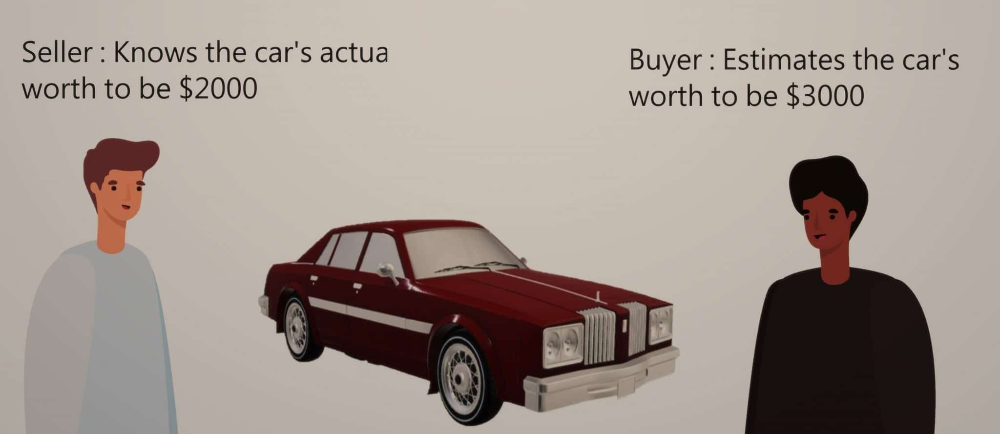 Seller : Knows the car's actua
worth to be $2000
Buyer : Estimates the car's
worth to be $3000